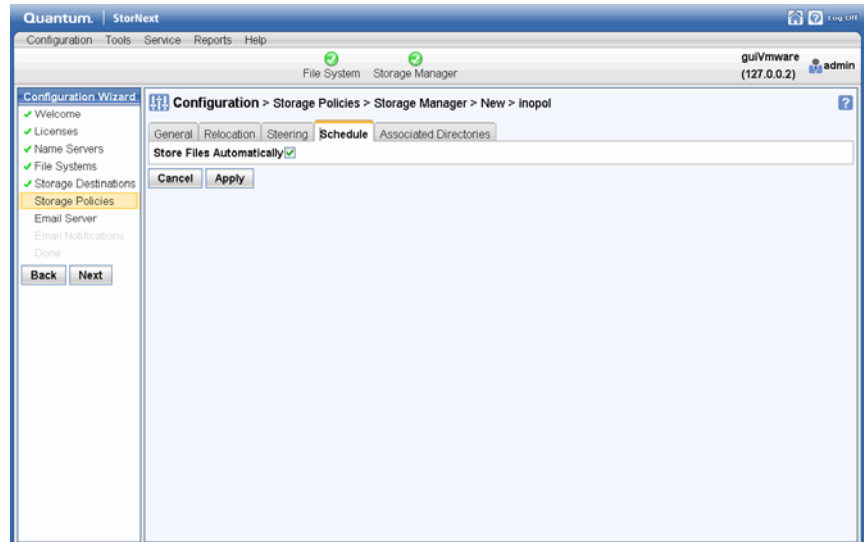 Quantum. StorNext
Log Off
Configuration Tools Service Reports Help
File System Storage Manager
guiVmware
(127.0.0.2)
admin
Configuration Wizard
Welcome
Licenses
Name Servers
File Systems
Storage Destinations
Storage Policies
Email Server
Email Notifications
Done
Back Next
Configuration > Storage Policies > Storage Manager > New > inopol
General Relocation Steering Schedule Associated Directories
Store Files Automatically
Cancel Apply